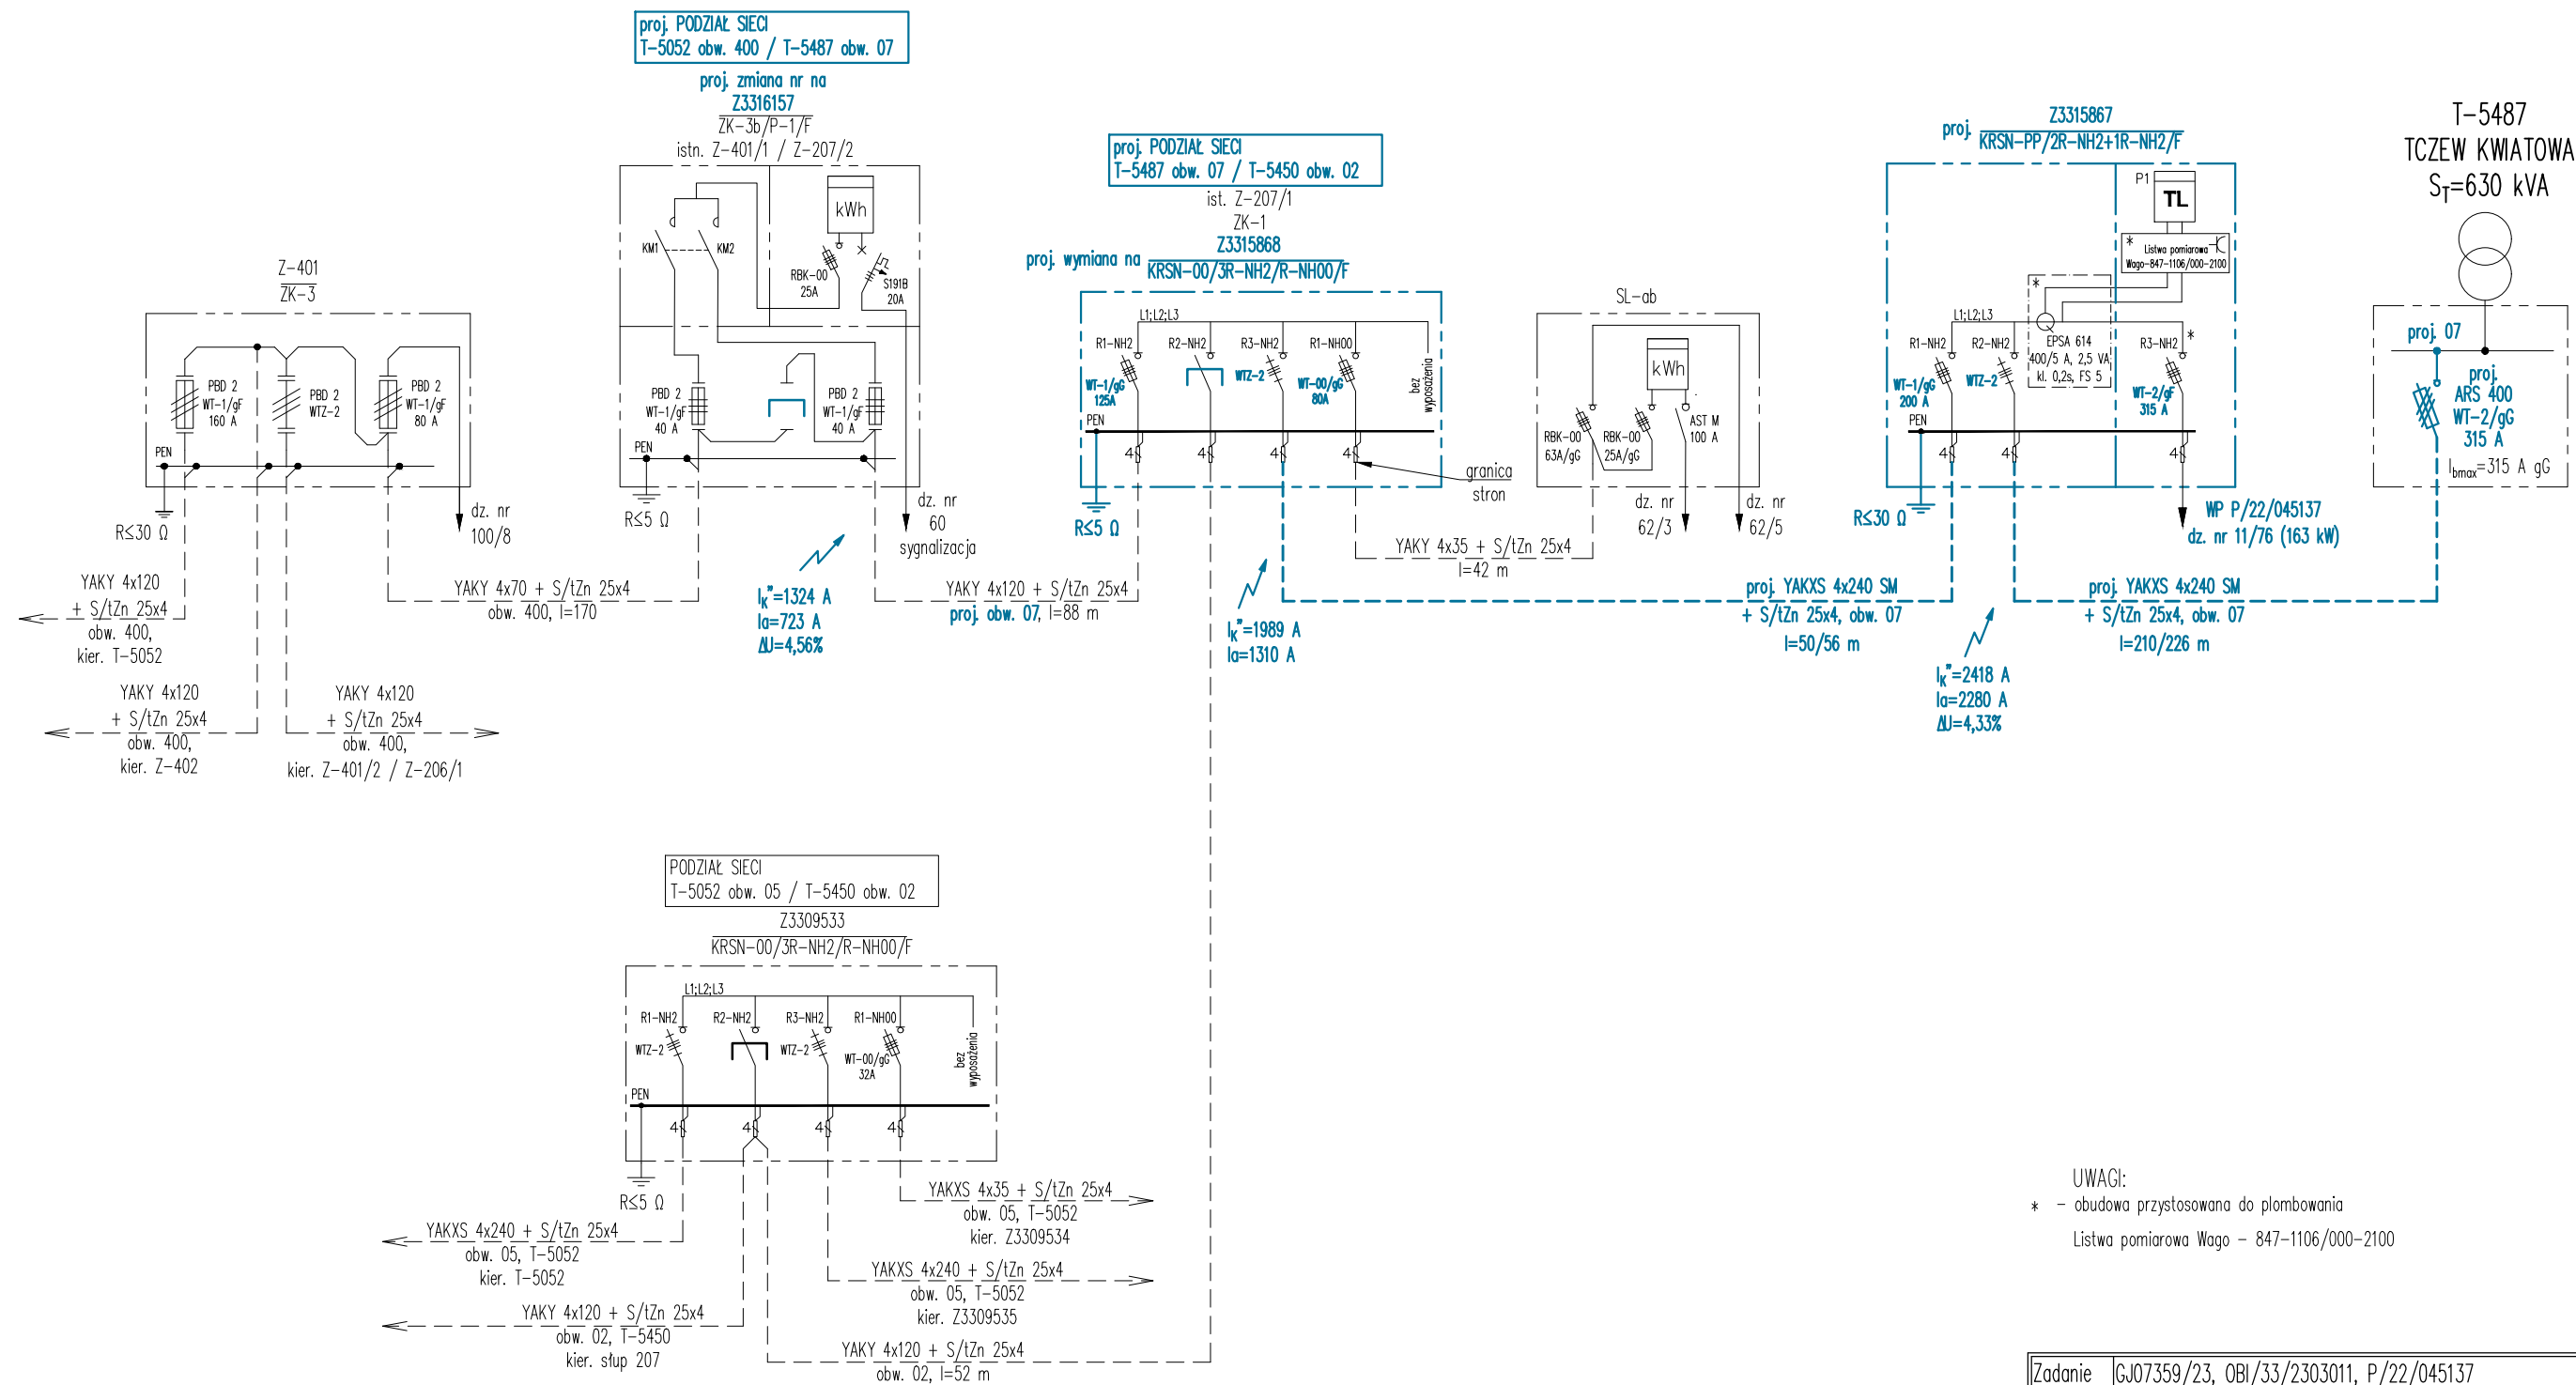 proj. PODZIAŁ SIECI
T-5052 obw. 400 / T-5487 obw. 07
proj. zmiana nr na
Z3316157
ZK-3b/P-1/F
istn. Z-401/1 / Z-207/2
kWh
KM1
KM2
RBK-00
25A
S191B
20A
PBD 2
WT-1/gF
40 A
PBD 2
WT-1/gF
40 A
PEN
R≤5 Ω
dz. nr
60
sygnalizacja
Z-401
ZK-3
PBD 2
WT-1/gF
160 A
PBD 2
WTZ-2
PBD 2
WT-1/gF
80 A
PEN
R≤30 Ω
dz. nr
100/8
YAKY 4x120
+ S/tZn 25x4
obw. 400,
kier. T-5052
YAKY 4x120
+ S/tZn 25x4
obw. 400,
kier. Z-402
YAKY 4x120
+ S/tZn 25x4
obw. 400,
kier. Z-401/2 / Z-206/1
YAKY 4x70 + S/tZn 25x4
obw. 400, l=170
IK"=1324 A
Ia=723 A
ΔU=4,56%
YAKY 4x120 + S/tZn 25x4
proj. obw. 07, l=88 m
proj. PODZIAŁ SIECI
T-5487 obw. 07 / T-5450 obw. 02
ist. Z-207/1
ZK-1
Z3315868
proj. wymiana na KRSN-00/3R-NH2/R-NH00/F
L1;L2;L3
R1-NH2
R2-NH2
R3-NH2
R1-NH00
WT-1/gG
125A
WTZ-2
WT-00/gG
80A
bez
wyposażenia
PEN
4
4
4
4
R≤5 Ω
granica
stron
IK"=1989 A
Ia=1310 A
YAKY 4x35 + S/tZn 25x4
l=42 m
SL-ab
kWh
RBK-00
63A/gG
RBK-00
25A/gG
AST M
100 A
dz. nr
62/3
dz. nr
62/5
Z3315867
proj. KRSN-PP/2R-NH2+1R-NH2/F
P1
TL
*
Listwa pomiarowa
Wago-847-1106/000-2100
*
EPSA 614
400/5 A, 2,5 VA
kl. 0,2s, FS 5
L1;L2;L3
R1-NH2
R2-NH2
R3-NH2
*
WT-1/gG
200 A
WTZ-2
WT-2/gF
315 A
PEN
4
4
4
R≤30 Ω
WP P/22/045137
dz. nr 11/76 (163 kW)
proj. YAKXS 4x240 SM
+ S/tZn 25x4, obw. 07
l=50/56 m
proj. YAKXS 4x240 SM
+ S/tZn 25x4, obw. 07
l=210/226 m
IK"=2418 A
Ia=2280 A
ΔU=4,33%
T-5487
TCZEW KWIATOWA
ST=630 kVA
proj. 07
proj.
ARS 400
WT-2/gG
315 A
Ibmax=315 A gG
PODZIAŁ SIECI
T-5052 obw. 05 / T-5450 obw. 02
Z3309533
KRSN-00/3R-NH2/R-NH00/F
L1;L2;L3
R1-NH2
R2-NH2
R3-NH2
R1-NH00
WTZ-2
WTZ-2
WT-00/gG
32A
bez
wyposażenia
PEN
4
4
4
4
R≤5 Ω
YAKXS 4x240 + S/tZn 25x4
obw. 05, T-5052
kier. T-5052
YAKY 4x120 + S/tZn 25x4
obw. 02, T-5450
kier. słup 207
YAKXS 4x35 + S/tZn 25x4
obw. 05, T-5052
kier. Z3309534
YAKXS 4x240 + S/tZn 25x4
obw. 05, T-5052
kier. Z3309535
YAKY 4x120 + S/tZn 25x4
obw. 02, l=52 m
UWAGI:
* - obudowa przystosowana do plombowania
Listwa pomiarowa Wago - 847-1106/000-2100
Zadanie GJ07359/23, OBI/33/2303011, P/22/045137